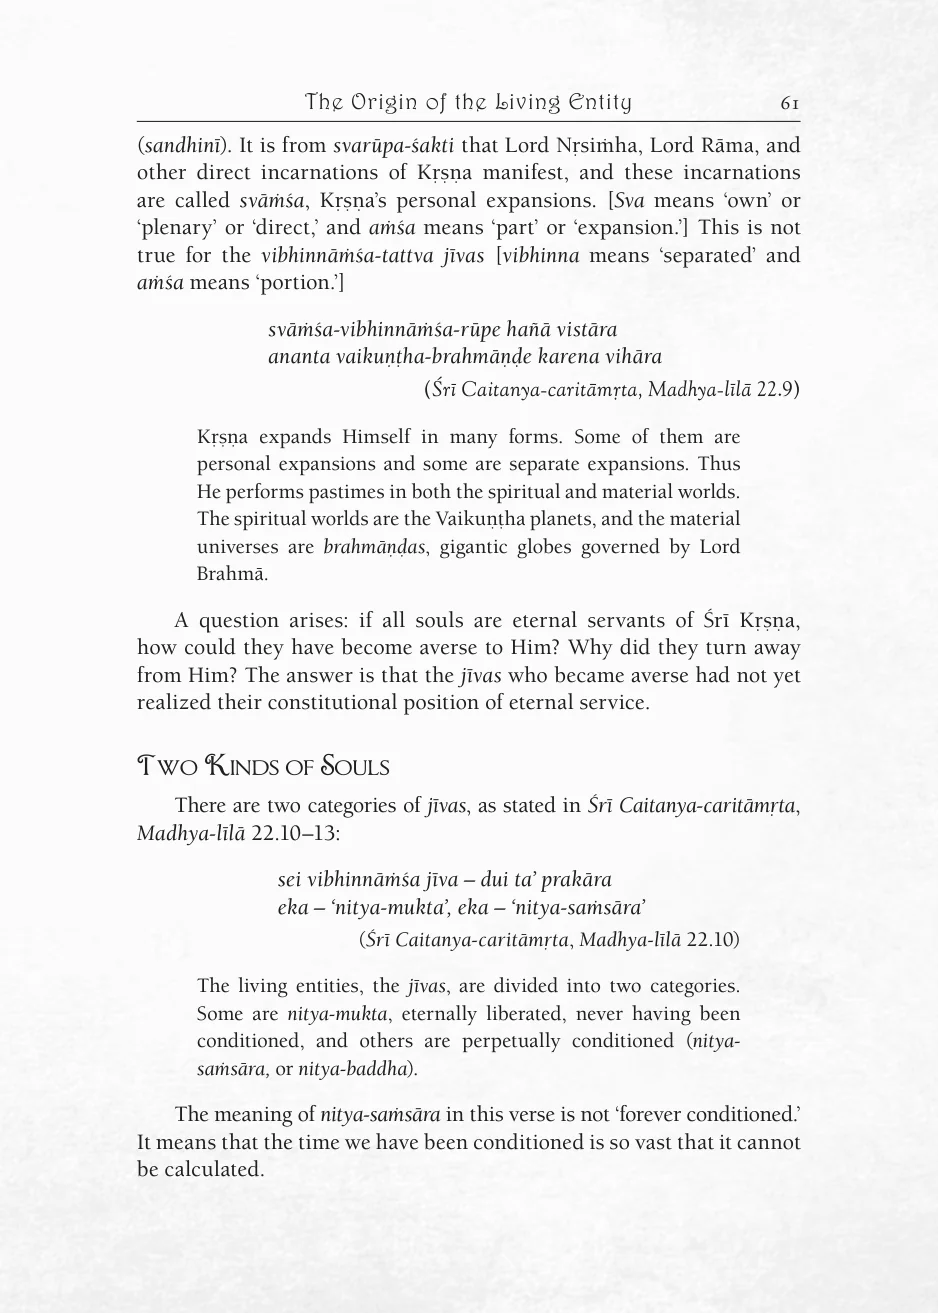 The Origin of the Living Entity 61
(sandhinī). It is from svarūpa-śakti that Lord Nṛsiṁha, Lord Rāma, and
other direct incarnations of Kṛṣṇa manifest, and these incarnations
are called svāṁśa, Kṛṣṇa’s personal expansions. [Sva means ‘own’ or
‘plenary’ or ‘direct,’ and aṁśa means ‘part’ or ‘expansion.’] This is not
true for the vibhinnāṁśa-tattva jīvas [vibhinna means ‘separated’ and
aṁśa means ‘portion.’]
svāṁśa-vibhinnāṁśa-rūpe hañā vistāra
ananta vaikuṇṭha-brahmāṇḍe karena vihāra
(Śrī Caitanya-caritāmṛta, Madhya-līlā 22.9)
Kṛṣṇa expands Himself in many forms. Some of them are
personal expansions and some are separate expansions. Thus
He performs pastimes in both the spiritual and material worlds.
The spiritual worlds are the Vaikuṇṭha planets, and the material
universes are brahmāṇḍas, gigantic globes governed by Lord
Brahmā.
A question arises: if all souls are eternal servants of Śrī Kṛṣṇa,
how could they have become averse to Him? Why did they turn away
from Him? The answer is that the jīvas who became averse had not yet
realized their constitutional position of eternal service.
Two Kinds of Souls
There are two categories of jīvas, as stated in Śrī Caitanya-caritāmṛta,
Madhya-līlā 22.10–13:
sei vibhinnāṁśa jīva – dui ta’ prakāra
eka – ‘nitya-mukta’, eka – ‘nitya-saṁsāra’
(Śrī Caitanya-caritāmṛta, Madhya-līlā 22.10)
The living entities, the jīvas, are divided into two categories.
Some are nitya-mukta, eternally liberated, never having been
conditioned, and others are perpetually conditioned (nitya-
saṁsāra, or nitya-baddha).
The meaning of nitya-saṁsāra in this verse is not ‘forever conditioned.’
It means that the time we have been conditioned is so vast that it cannot
be calculated.